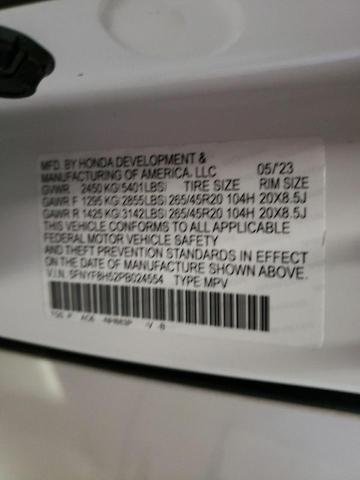 MFD. BY HONDA DEVELOPMENT &
MANUFACTURING OF AMERICA, LLC 05/'23
GVWR 2450 KG(5401LBS) TIRE SIZE RIM SIZE
GAWR F 1295 KG(2855LBS) 265/45R20 104H 20X8.5J
GAWR R 1425 KG(3142LBS) 265/45R20 104H 20X8.5J
THIS VEHICLE CONFORMS TO ALL APPLICABLE
FEDERAL MOTOR VEHICLE SAFETY
AND THEFT PREVENTION STANDARDS IN EFFECT
ON THE DATE OF MANUFACTURE SHOWN ABOVE.
V.I.N. 5FNYF8H52PB024554 TYPE MPV